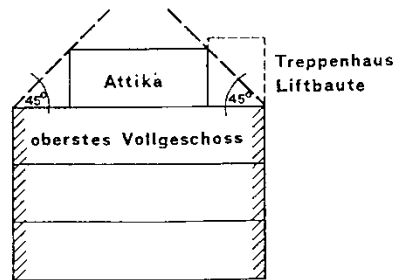 Treppenhaus
Liftbaute
Attika
45°
45°
oberstes Vollgeschoss